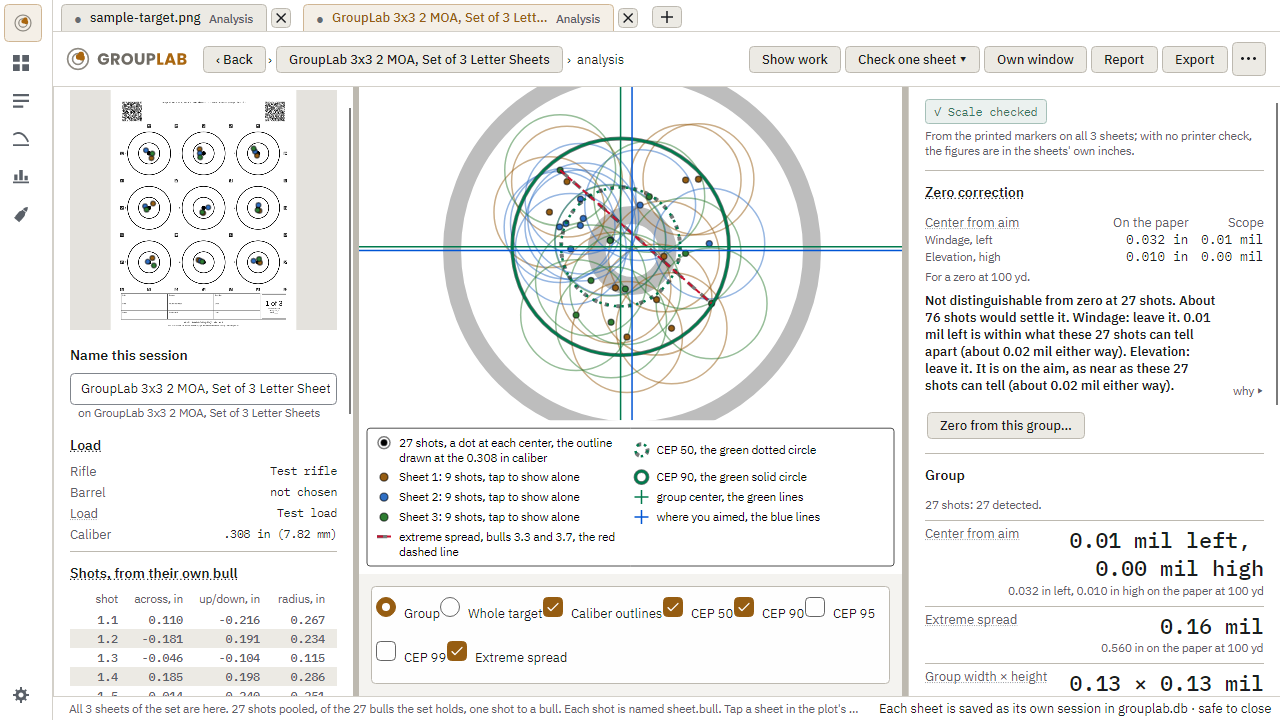 sample-target.png Analysis
GroupLab 3x3 2 MOA, Set of 3 Lett... Analysis
GROUPLAB
‹ Back › GroupLab 3x3 2 MOA, Set of 3 Letter Sheets › analysis
Show work
Check one sheet ▾
Own window
Report
Export
1 of 3
Name this session
GroupLab 3x3 2 MOA, Set of 3 Letter Sheet
on GroupLab 3x3 2 MOA, Set of 3 Letter Sheets
Load
Rifle Test rifle
Barrel not chosen
Load Test load
Caliber .308 in (7.82 mm)
Shots, from their own bull
shot across, in up/down, in radius, in
1.1 0.110 -0.216 0.267
1.2 -0.181 0.191 0.234
1.3 -0.046 -0.104 0.115
1.4 0.185 0.198 0.286
27 shots, a dot at each center, the outline
drawn at the 0.308 in caliber
Sheet 1: 9 shots, tap to show alone
Sheet 2: 9 shots, tap to show alone
Sheet 3: 9 shots, tap to show alone
extreme spread, bulls 3.3 and 3.7, the red
dashed line
CEP 50, the green dotted circle
CEP 90, the green solid circle
group center, the green lines
where you aimed, the blue lines
Group Whole target Caliber outlines CEP 50 CEP 90 CEP 95
CEP 99 Extreme spread
✓ Scale checked
From the printed markers on all 3 sheets; with no printer check,
the figures are in the sheets' own inches.
Zero correction
Center from aim On the paper Scope
Windage, left 0.032 in 0.01 mil
Elevation, high 0.010 in 0.00 mil
For a zero at 100 yd.
Not distinguishable from zero at 27 shots. About
76 shots would settle it. Windage: leave it. 0.01
mil left is within what these 27 shots can tell
apart (about 0.02 mil either way). Elevation:
leave it. It is on the aim, as near as these 27
shots can tell (about 0.02 mil either way).
why ▸
Zero from this group...
Group
27 shots: 27 detected.
Center from aim 0.01 mil left,
0.00 mil high
0.032 in left, 0.010 in high on the paper at 100 yd
Extreme spread 0.16 mil
0.560 in on the paper at 100 yd
Group width × height 0.13 × 0.13 mil
All 3 sheets of the set are here. 27 shots pooled, of the 27 bulls the set holds, one shot to a bull. Each shot is named sheet.bull. Tap a sheet in the plot's ...
Each sheet is saved as its own session in grouplab.db · safe to close